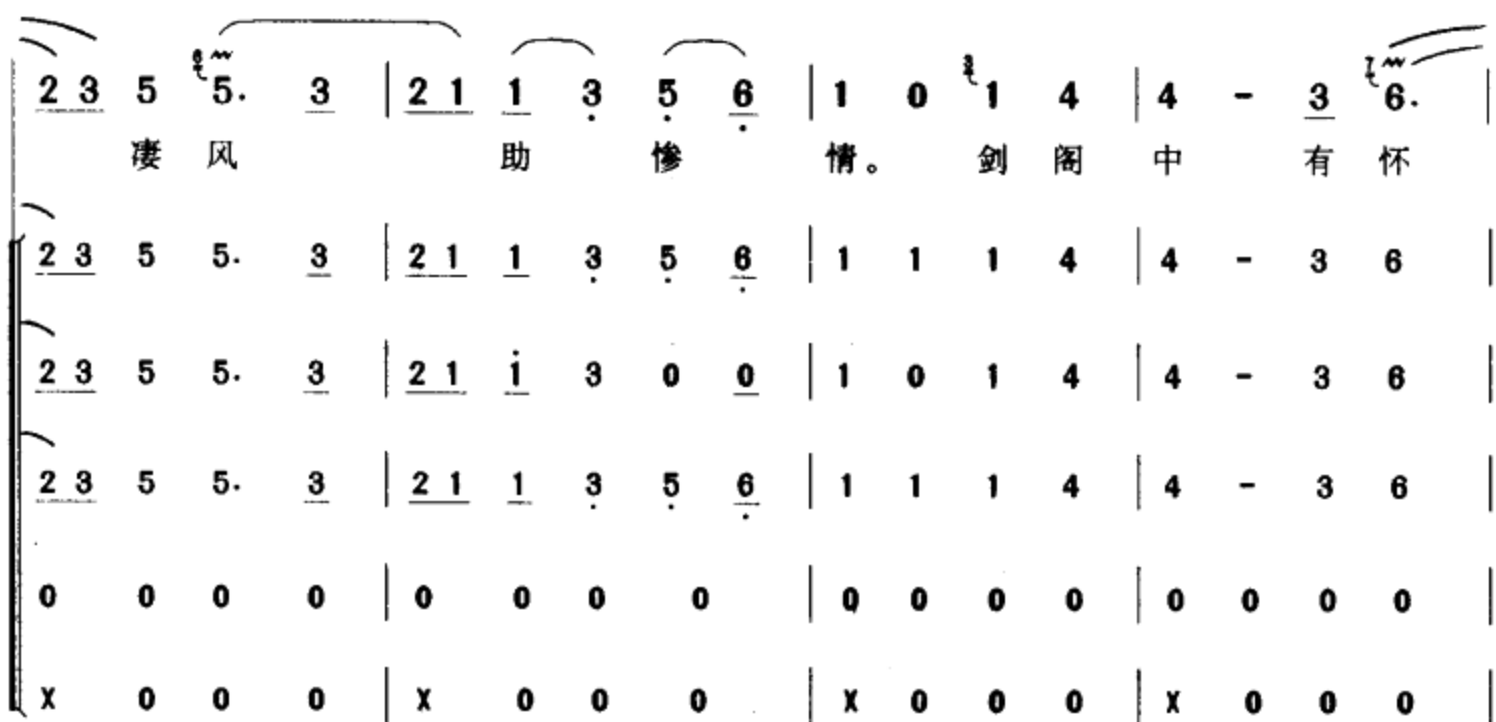 2 3 5 6 5. 3 | 2 1 1 3 5 6 | 1 0 3 1 4 | 4 - 3 7 6. |
凄 风 助 惨 情。 剑 阁 中 有 怀
2 3 5 5. 3 | 2 1 1 3 5 6 | 1 1 1 4 | 4 - 3 6 |
2 3 5 5. 3 | 2 1 1 3 0 0 | 1 0 1 4 | 4 - 3 6 |
2 3 5 5. 3 | 2 1 1 3 5 6 | 1 1 1 4 | 4 - 3 6 |
0 0 0 0 | 0 0 0 0 | 0 0 0 0 | 0 0 0 0 |
X 0 0 0 | X 0 0 0 | X 0 0 0 | X 0 0 0 |